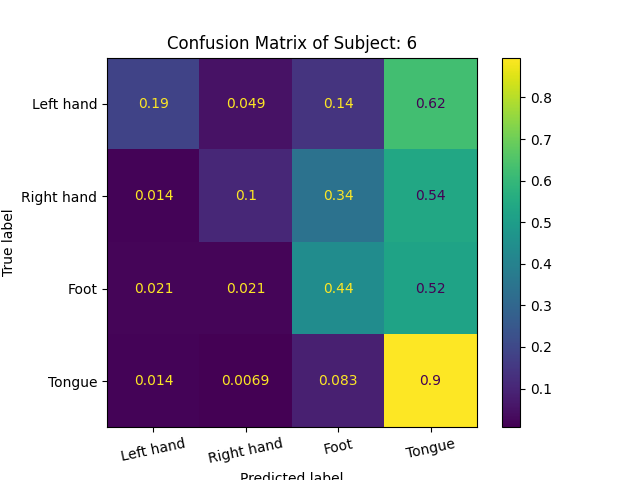 Confusion Matrix of Subject: 6
True label
Left hand 0.19 0.049 0.14 0.62
Right hand 0.014 0.1 0.34 0.54
Foot 0.021 0.021 0.44 0.52
Tongue 0.014 0.0069 0.083 0.9
Left hand Right hand Foot Tongue
Predicted label
0.8
0.7
0.6
0.5
0.4
0.3
0.2
0.1